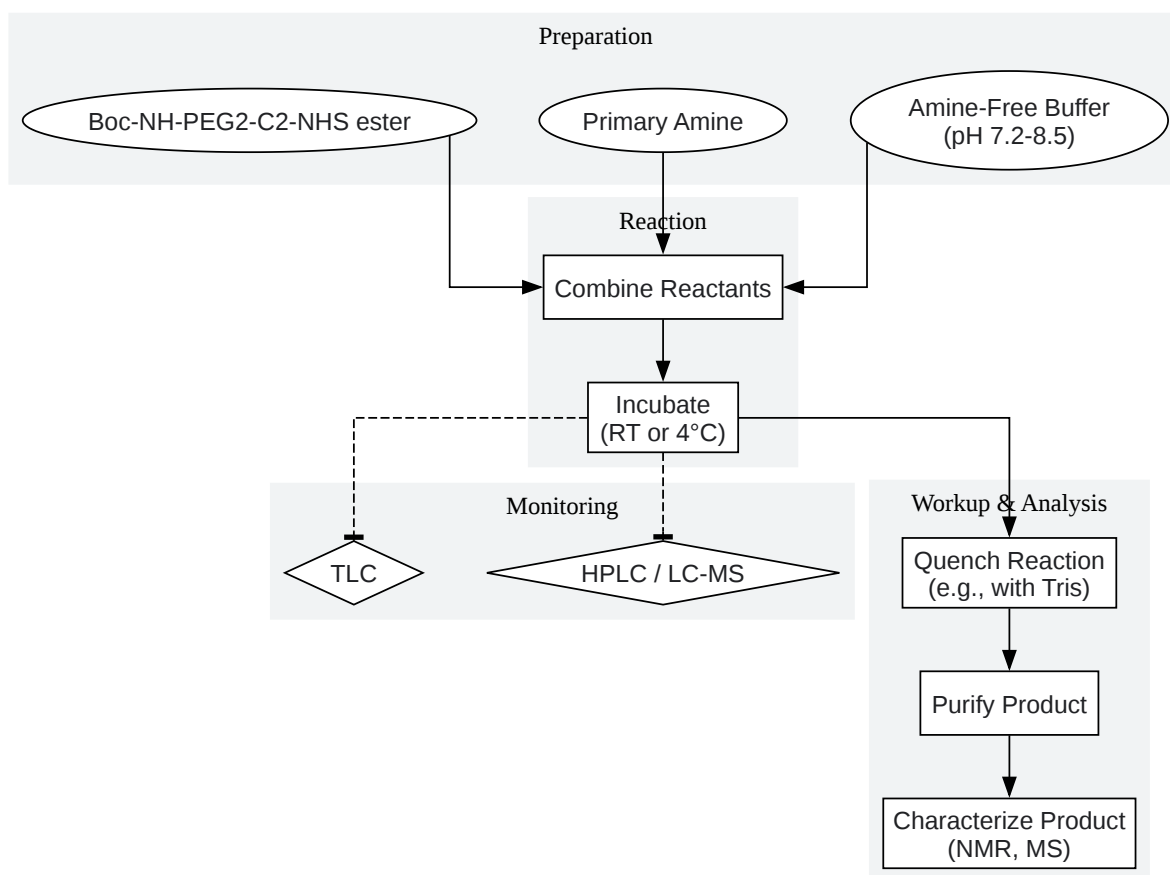 Preparation
Boc-NH-PEG2-C2-NHS ester
Primary Amine
Amine-Free Buffer
(pH 7.2-8.5)
Reaction
Combine Reactants
Incubate
(RT or 4°C)
Monitoring
TLC
HPLC / LC-MS
Workup & Analysis
Quench Reaction
(e.g., with Tris)
Purify Product
Characterize Product
(NMR, MS)